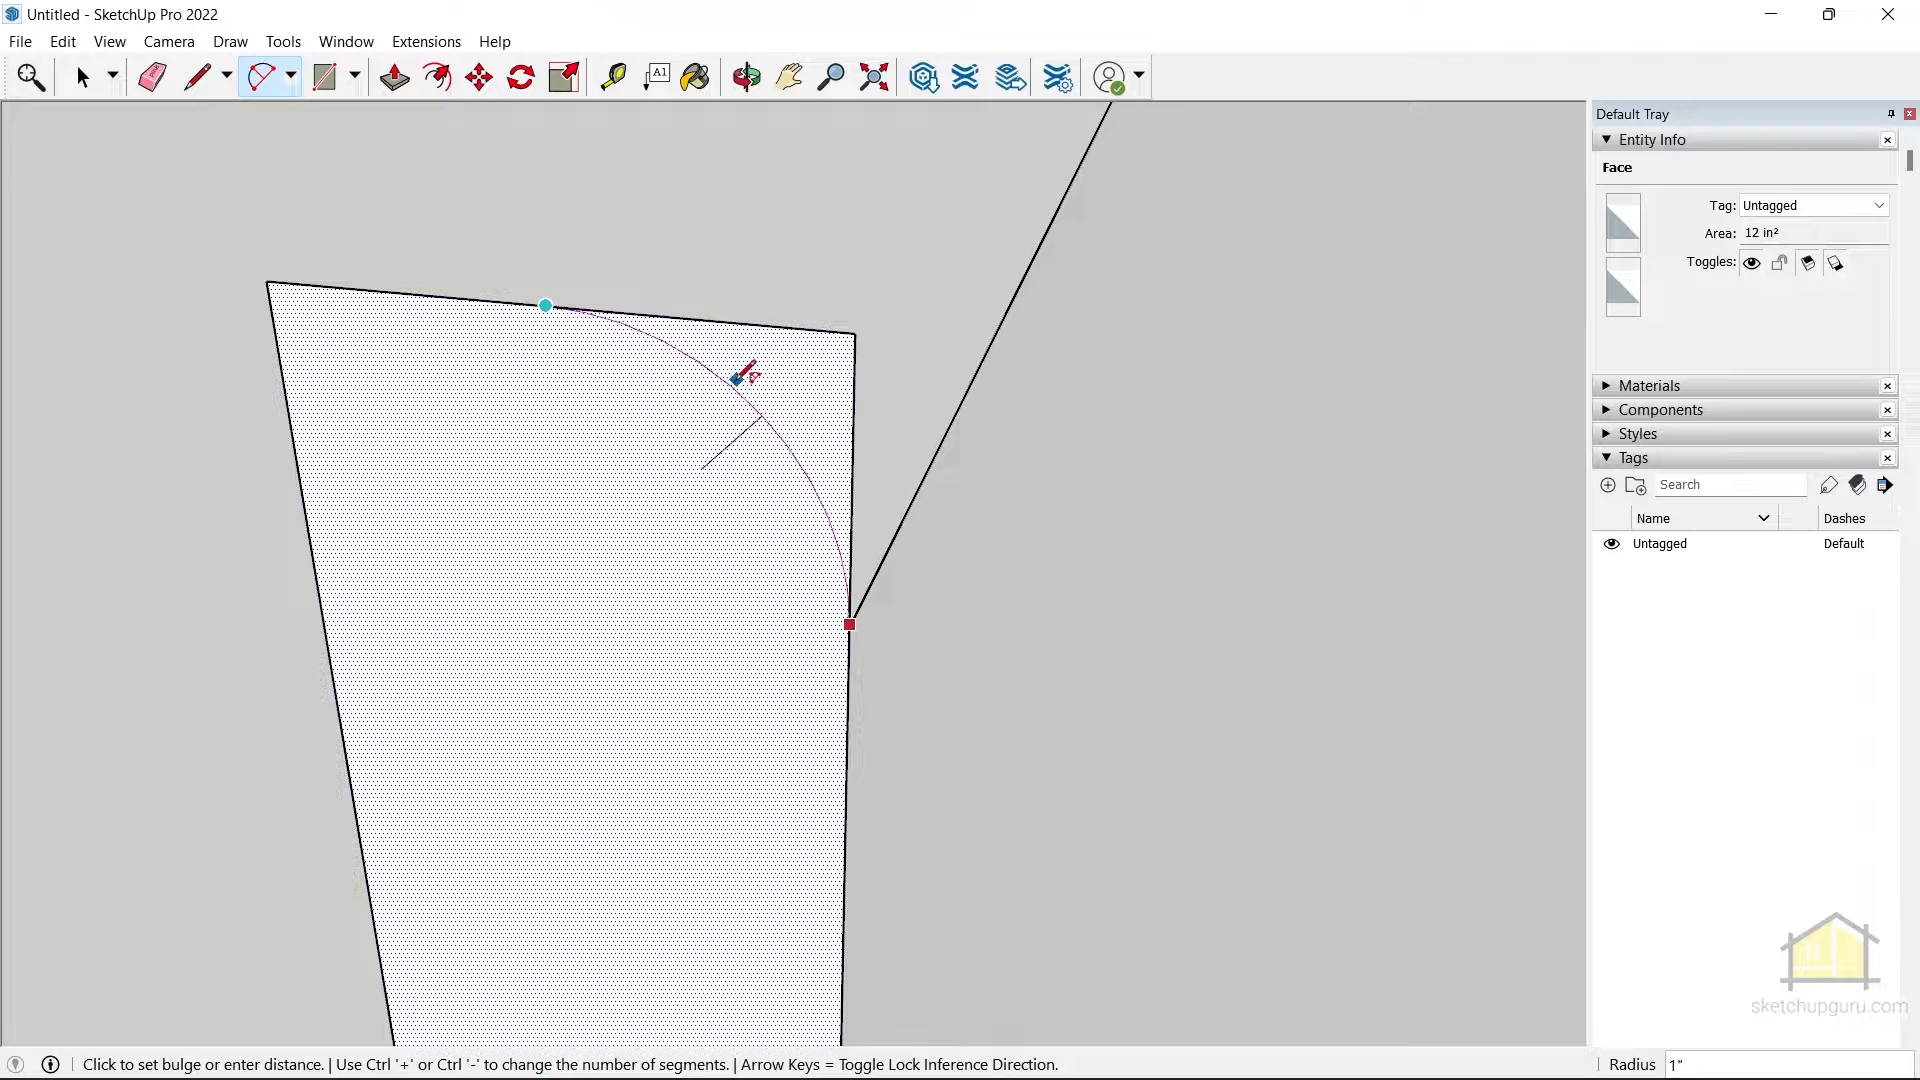 Untitled - SketchUp Pro 2022
File Edit View Camera Draw Tools Window Extensions Help
A1
Default Tray
Entity Info
Face
Tag: Untagged
Area: 12 in²
Toggles:
Materials
Components
Styles
Tags
Search
Name Dashes
Untagged Default
sketchupguru.com
Click to set bulge or enter distance. | Use Ctrl '+' or Ctrl '-' to change the number of segments. | Arrow Keys = Toggle Lock Inference Direction. Radius 1"